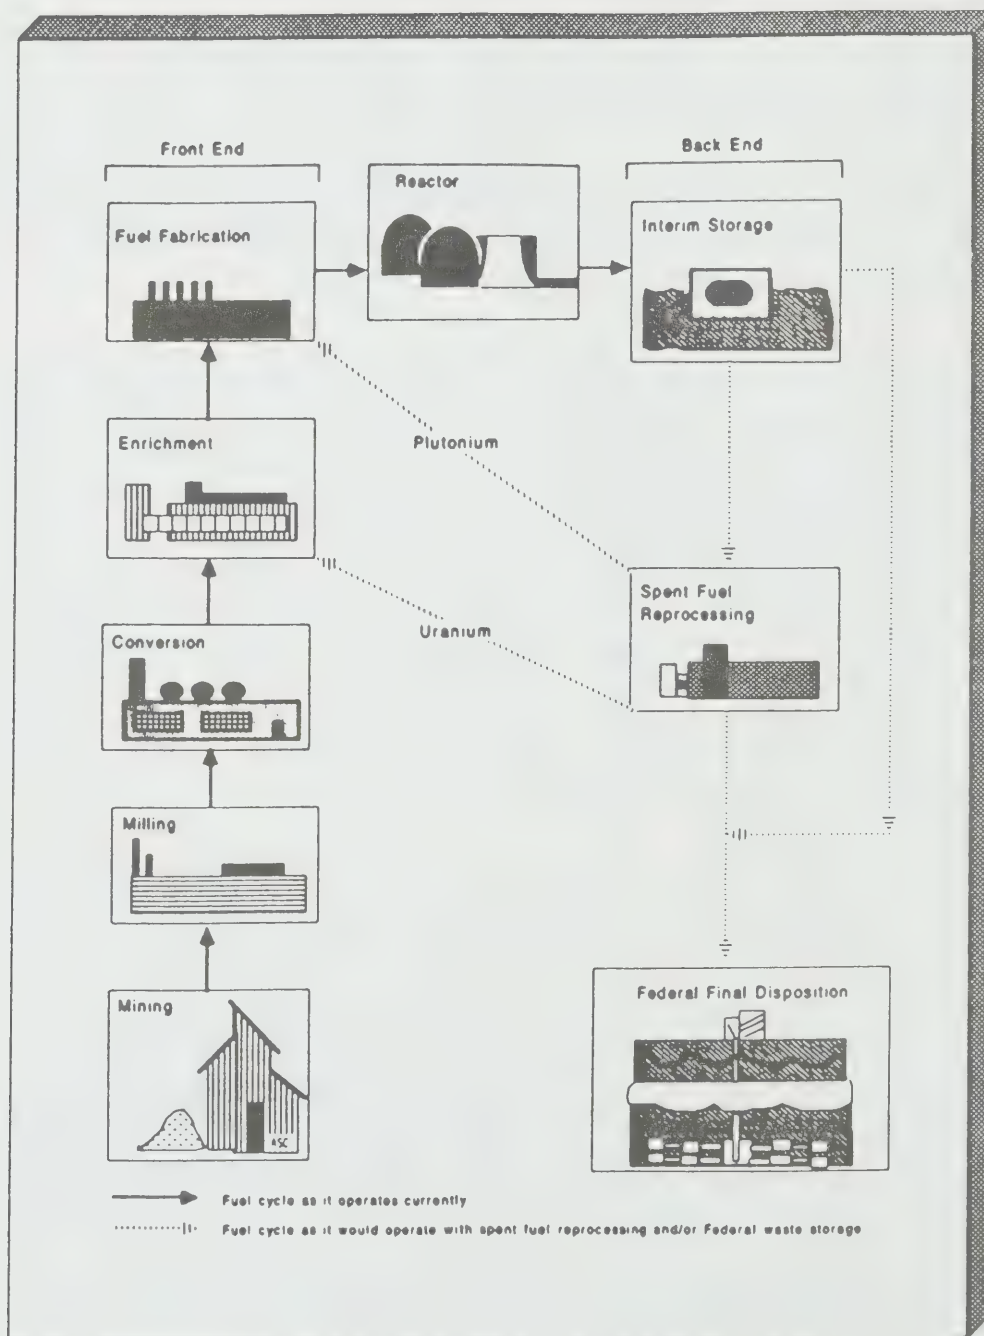 Front End
Back End
Reactor
Fuel Fabrication
Interim Storage
Enrichment
Plutonium
Spent Fuel
Reprocessing
Uranium
Conversion
Milling
Federal Final Disposition
Mining
ASC
Fuel cycle as it operates currently
Fuel cycle as it would operate with spent fuel reprocessing and/or Federal waste storage